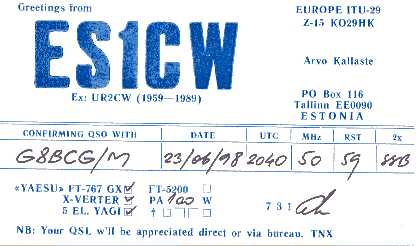 Greetings from
EUROPE ITU-29
Z-15 KO29HK
ES1CW
Arvo Kallaste
Ex: UR2CW (1959—1989)
PO Box 116
Tallinn EE0090
ESTONIA
CONFIRMING QSO WITH DATE UTC MHz RST 2x
G8BCG/M 23/06/98 2040 50 59 SSB
«YAESU» FT-767 GX ☑ FT-5200 ☐
X-VERTER ☑ PA 100 W
5 EL. YAGI ☑ † ☐ ☐ ☐ 731
NB: Your QSL w'll be appreciated direct or via bureau. TNX